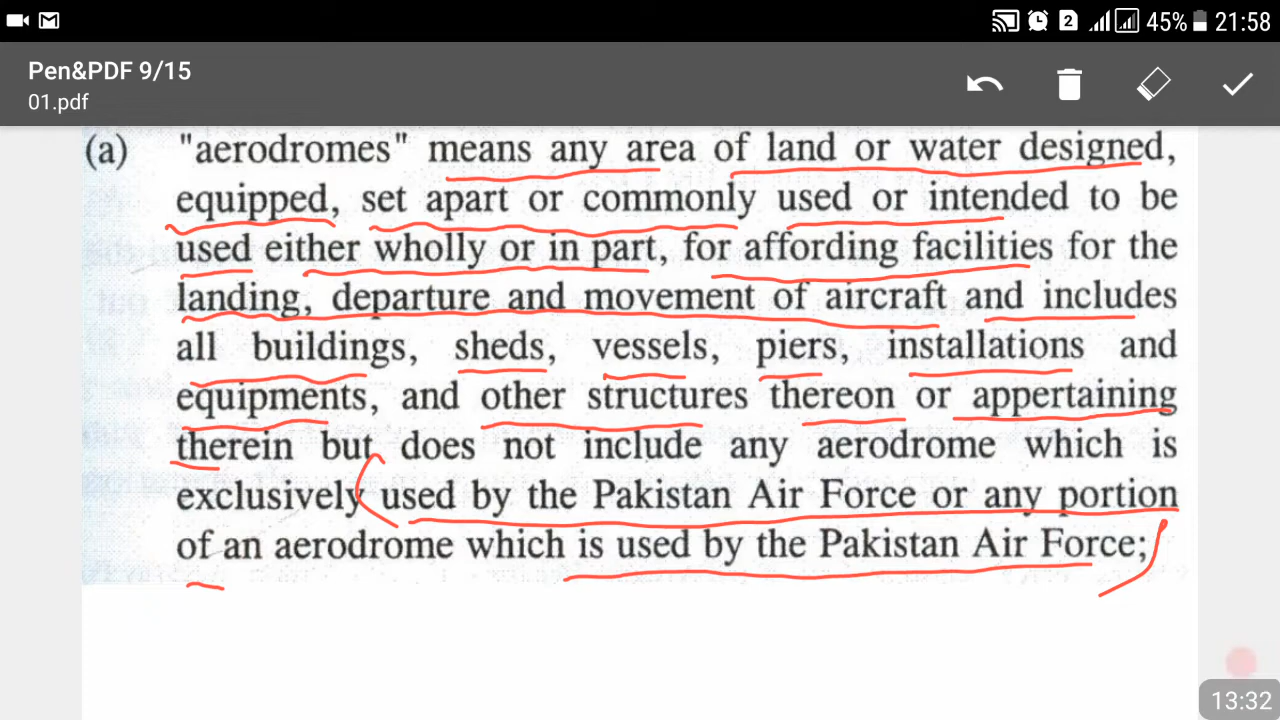 2 45% 21:58
Pen&PDF 9/15
01.pdf
(a) "aerodromes" means any area of land or water designed,
equipped, set apart or commonly used or intended to be
used either wholly or in part, for affording facilities for the
landing, departure and movement of aircraft and includes
all buildings, sheds, vessels, piers, installations and
equipments, and other structures thereon or appertaining
therein but does not include any aerodrome which is
exclusively used by the Pakistan Air Force or any portion
of an aerodrome which is used by the Pakistan Air Force;
13:32